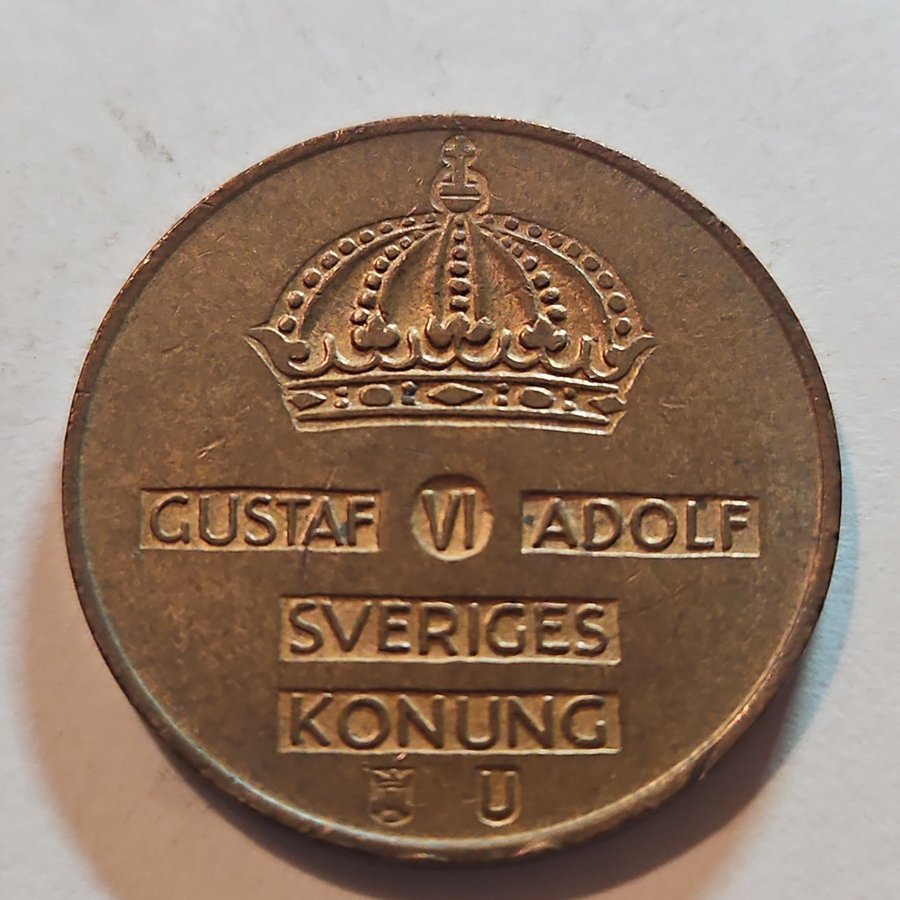 GUSTAF VI ADOLF
SVERIGES
KONUNG
U